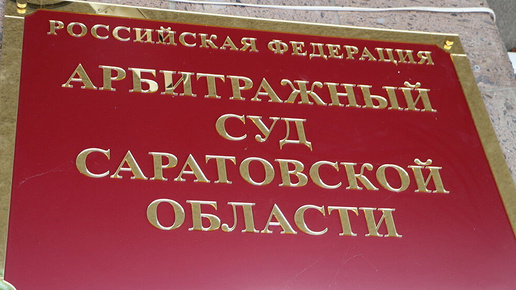 РОССИЙСКАЯ ФЕДЕРАЦИЯ
АРБИТРАЖНЫЙ
СУД
САРАТОВСКОЙ
ОБЛАСТИ